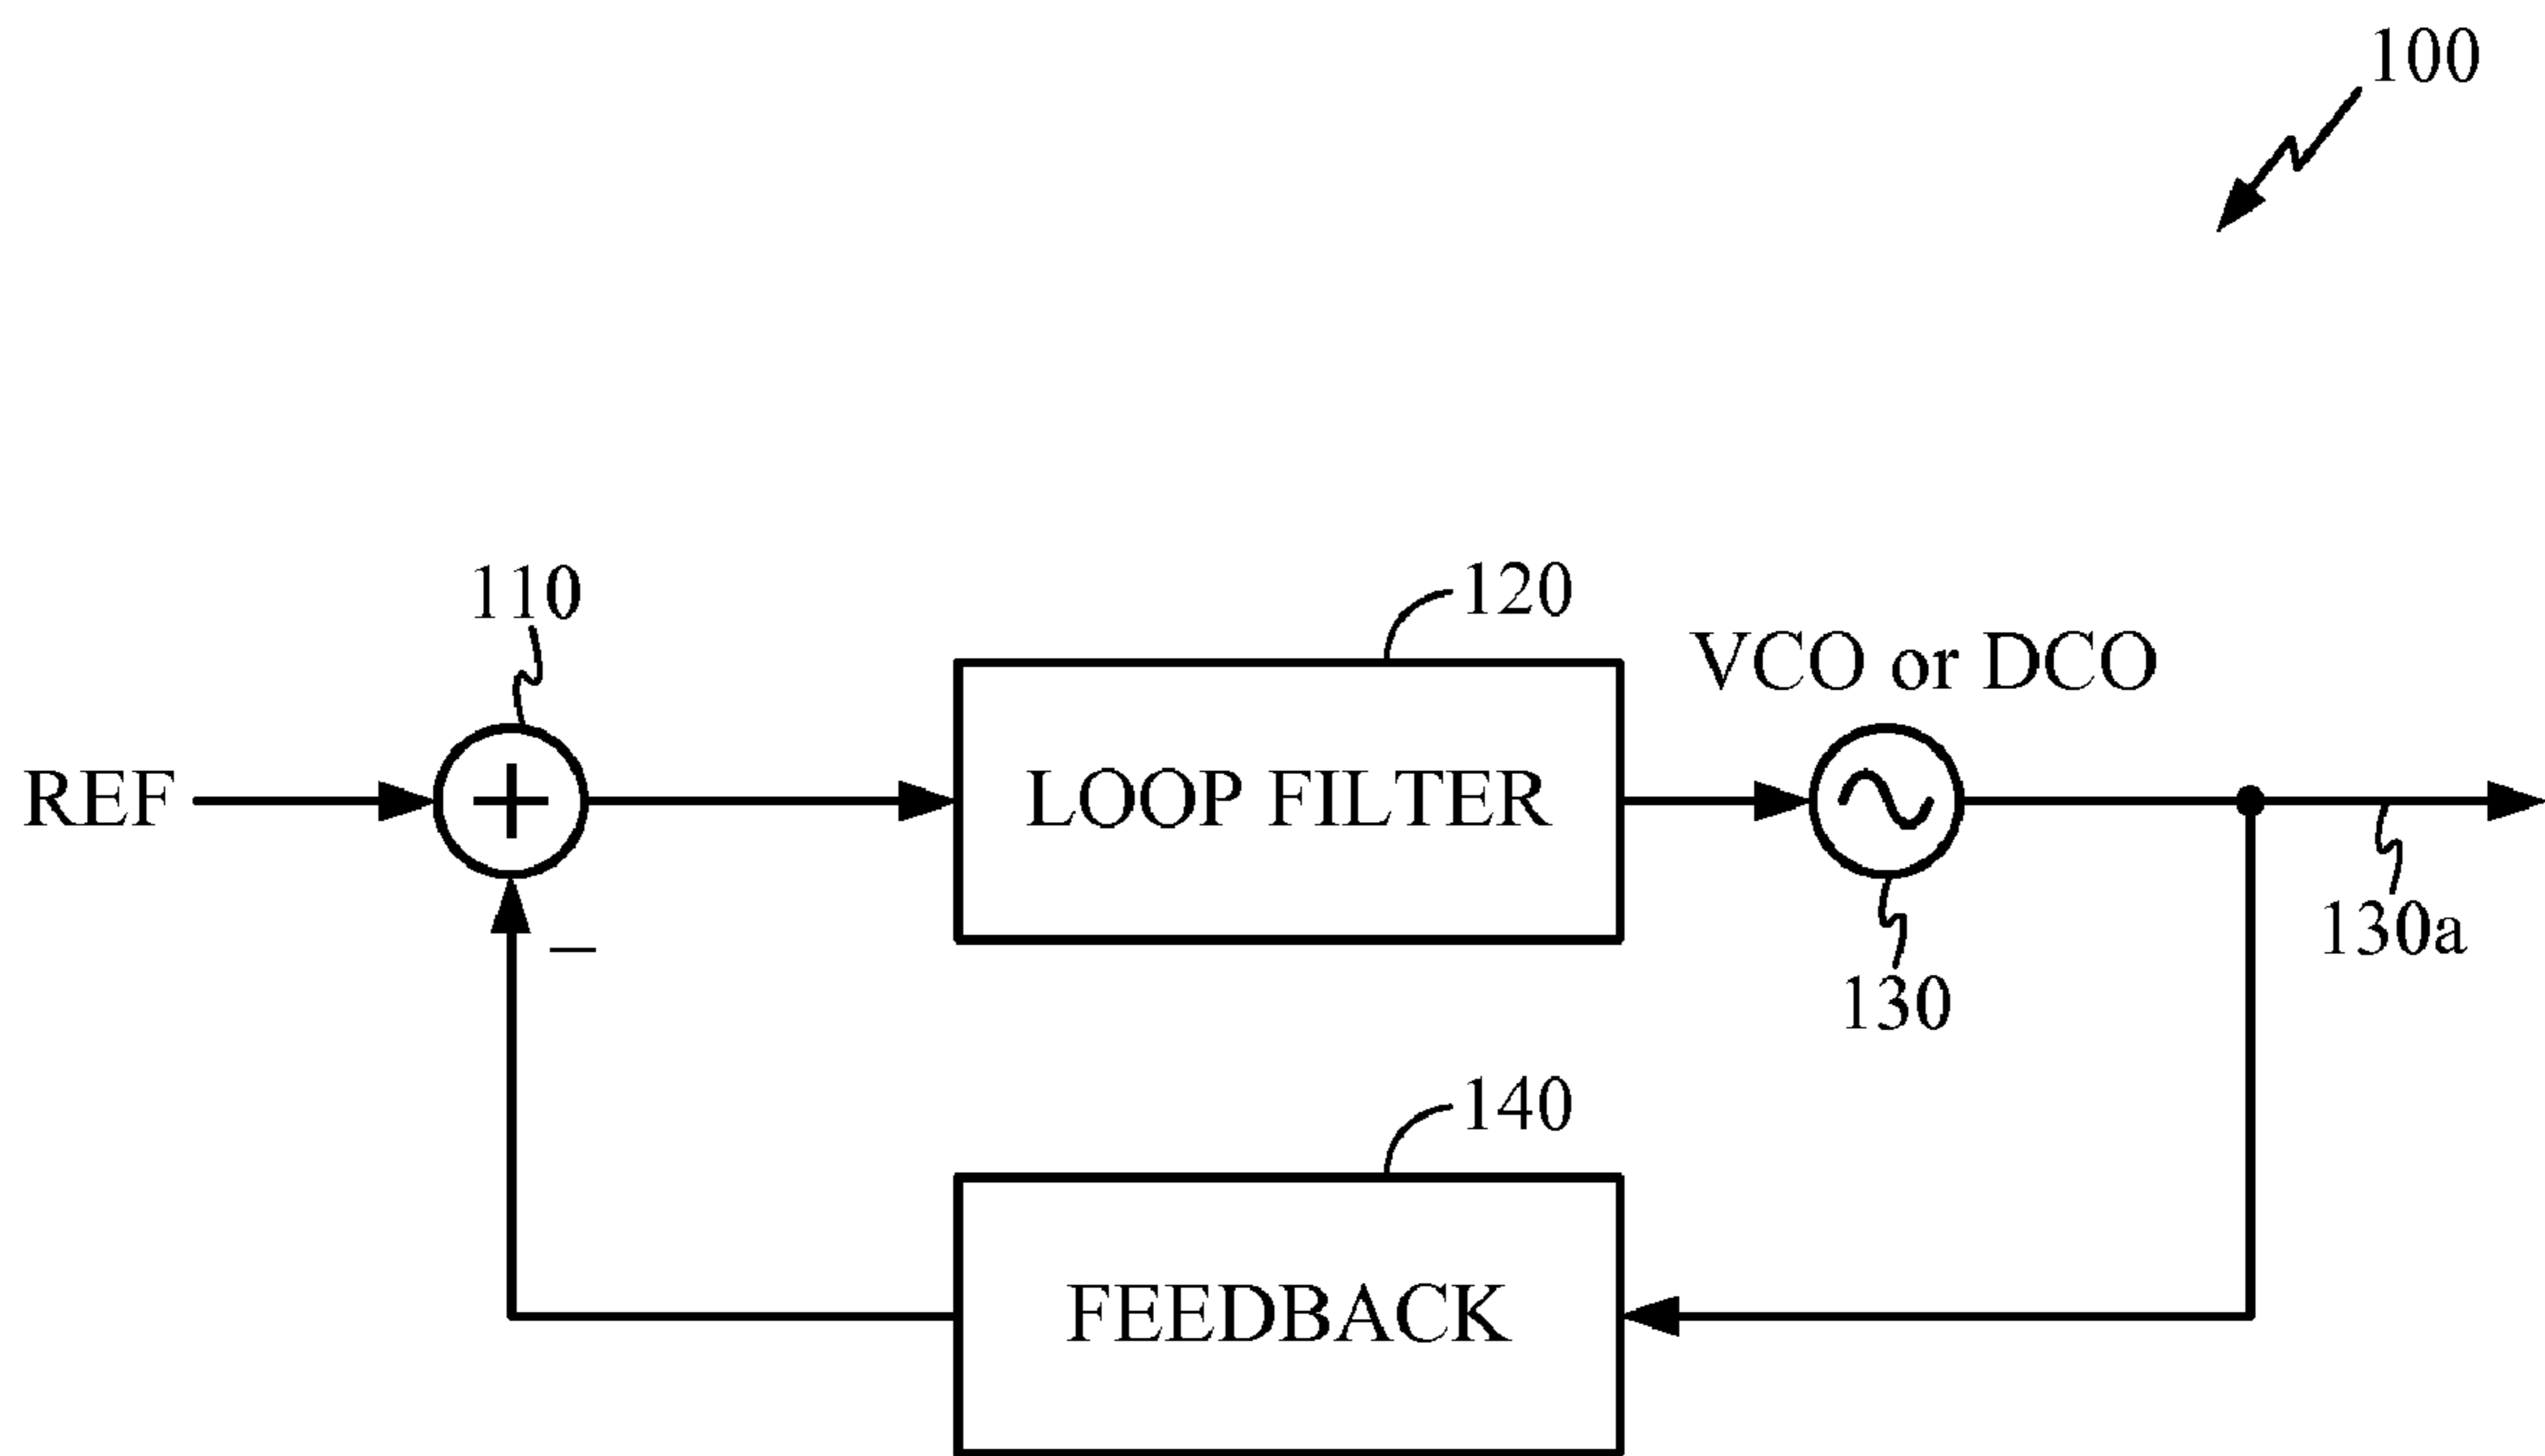 100
110
120
VCO or DCO
REF
+
LOOP FILTER
–
130a
130
140
FEEDBACK